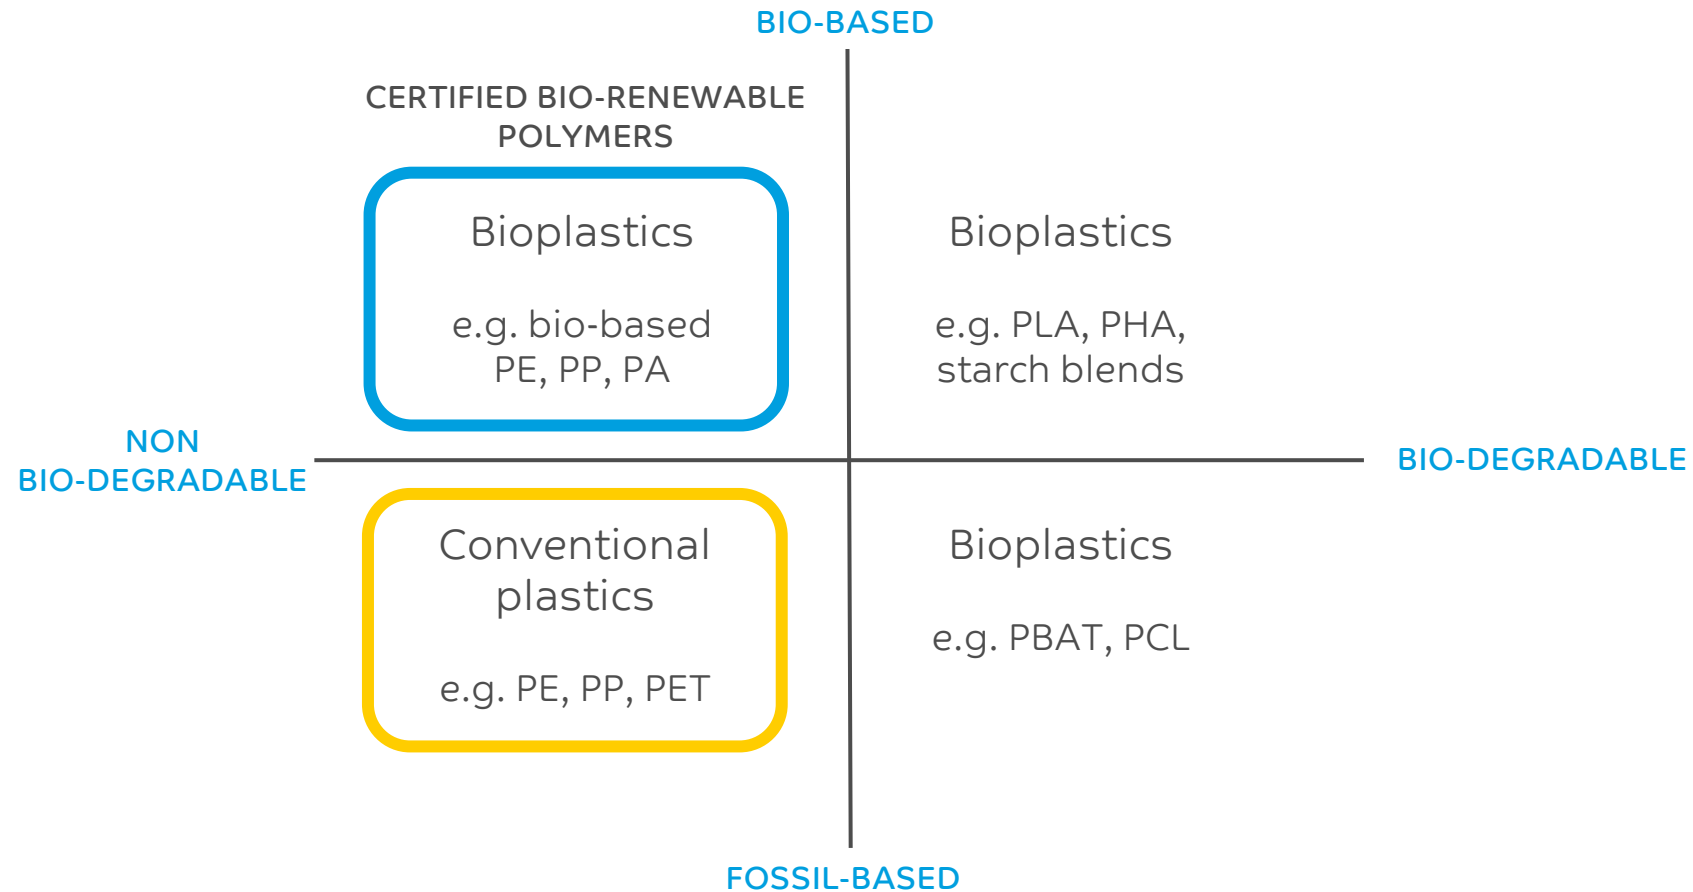 BIO-BASED
CERTIFIED BIO-RENEWABLE
POLYMERS
Bioplastics
e.g. bio-based
PE, PP, PA
Bioplastics
e.g. PLA, PHA,
starch blends
NON
BIO-DEGRADABLE
BIO-DEGRADABLE
Conventional
plastics
e.g. PE, PP, PET
Bioplastics
e.g. PBAT, PCL
FOSSIL-BASED